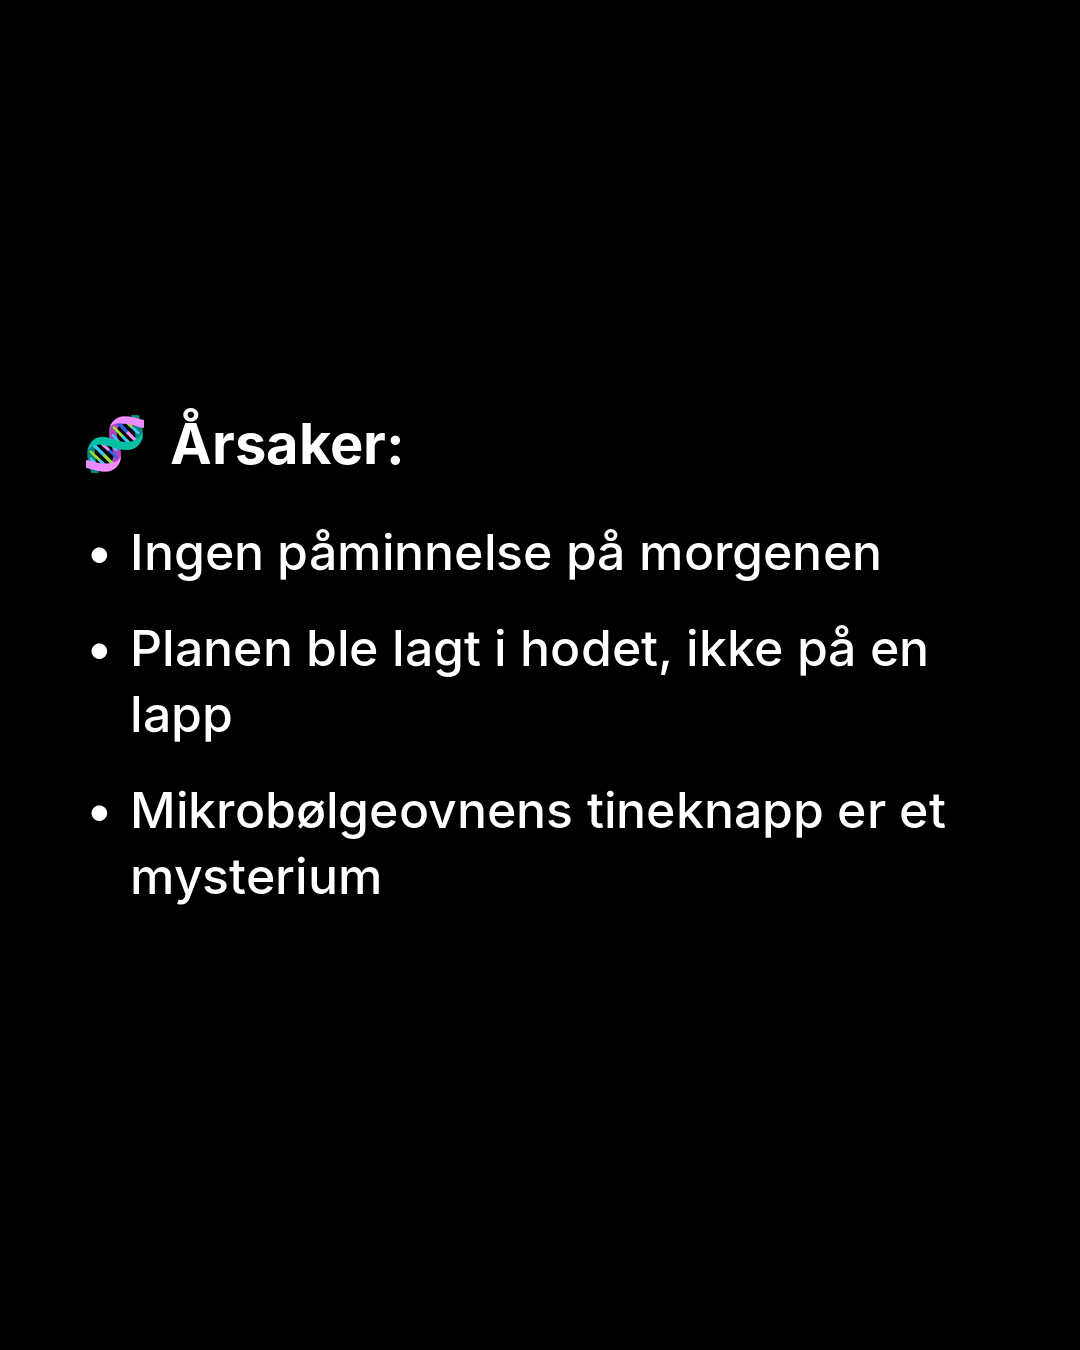 🧬 Årsaker:
• Ingen påminnelse på morgenen
• Planen ble lagt i hodet, ikke på en
lapp
• Mikrobølgeovnens tineknapp er et
mysterium